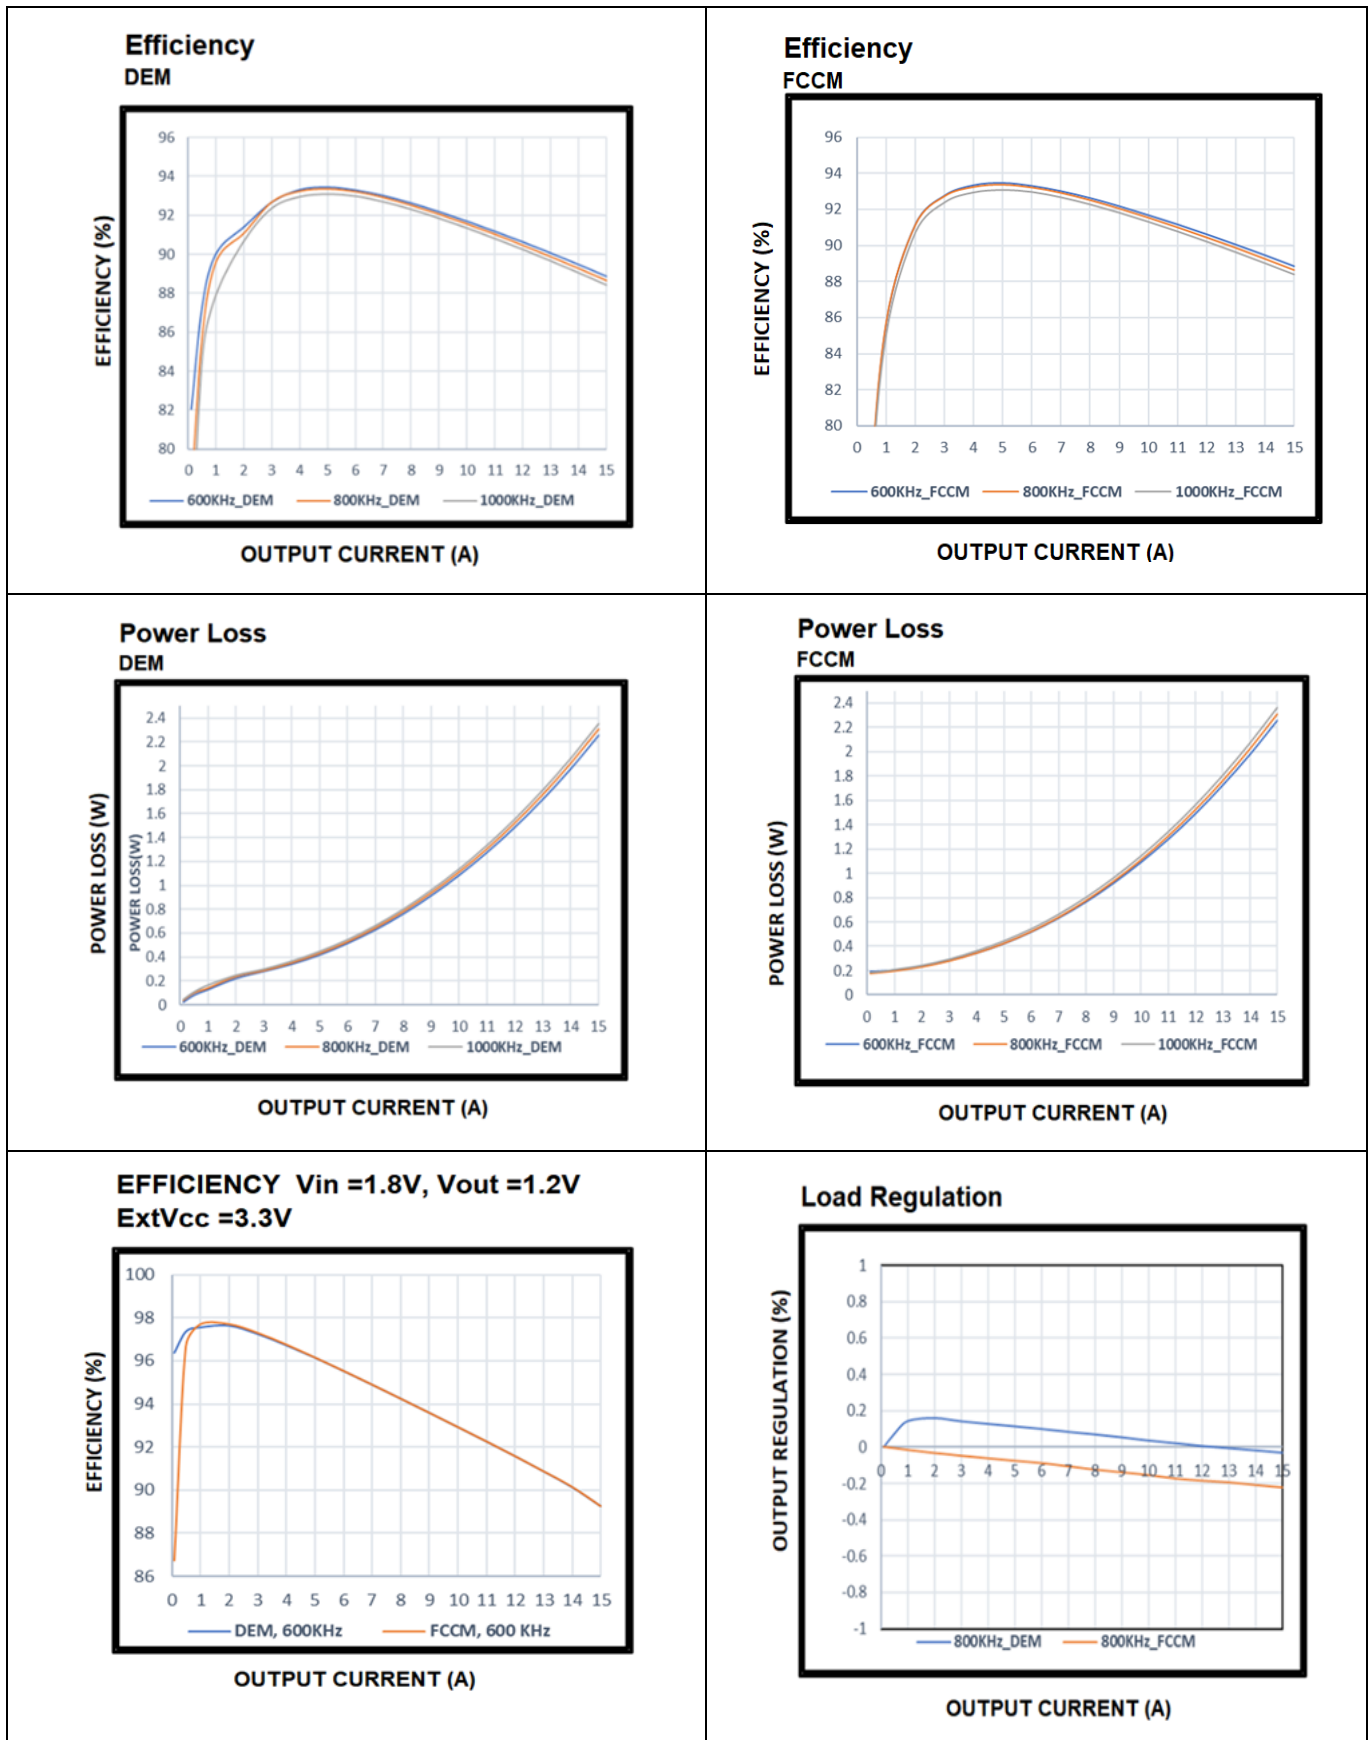 Efficiency
DEM
EFFICIENCY (%)
96
94
92
90
88
86
84
82
80
0 1 2 3 4 5 6 7 8 9 10 11 12 13 14 15
600KHz_DEM 800KHz_DEM 1000KHz_DEM
OUTPUT CURRENT (A)
Efficiency
FCCM
EFFICIENCY (%)
96
94
92
90
88
86
84
82
80
0 1 2 3 4 5 6 7 8 9 10 11 12 13 14 15
600KHz_FCCM 800KHz_FCCM 1000KHz_FCCM
OUTPUT CURRENT (A)
Power Loss
DEM
POWER LOSS (W)
POWER LOSS(W)
2.4
2.2
2
1.8
1.6
1.4
1.2
1
0.8
0.6
0.4
0.2
0
0 1 2 3 4 5 6 7 8 9 10 11 12 13 14 15
600KHz_DEM 800KHz_DEM 1000KHz_DEM
OUTPUT CURRENT (A)
Power Loss
FCCM
POWER LOSS (W)
2.4
2.2
2
1.8
1.6
1.4
1.2
1
0.8
0.6
0.4
0.2
0
0 1 2 3 4 5 6 7 8 9 10 11 12 13 14 15
600KHz_FCCM 800KHz_FCCM 1000KHz_FCCM
OUTPUT CURRENT (A)
EFFICIENCY Vin =1.8V, Vout =1.2V
ExtVcc =3.3V
EFFICIENCY (%)
100
98
96
94
92
90
88
86
0 1 2 3 4 5 6 7 8 9 10 11 12 13 14 15
DEM, 600KHz FCCM, 600 KHz
OUTPUT CURRENT (A)
Load Regulation
OUTPUT REGULATION (%)
1
0.8
0.6
0.4
0.2
0
0 1 2 3 4 5 6 7 8 9 10 11 12 13 14 15
-0.2
-0.4
-0.6
-0.8
-1
800KHz_DEM 800KHz_FCCM
OUTPUT CURRENT (A)